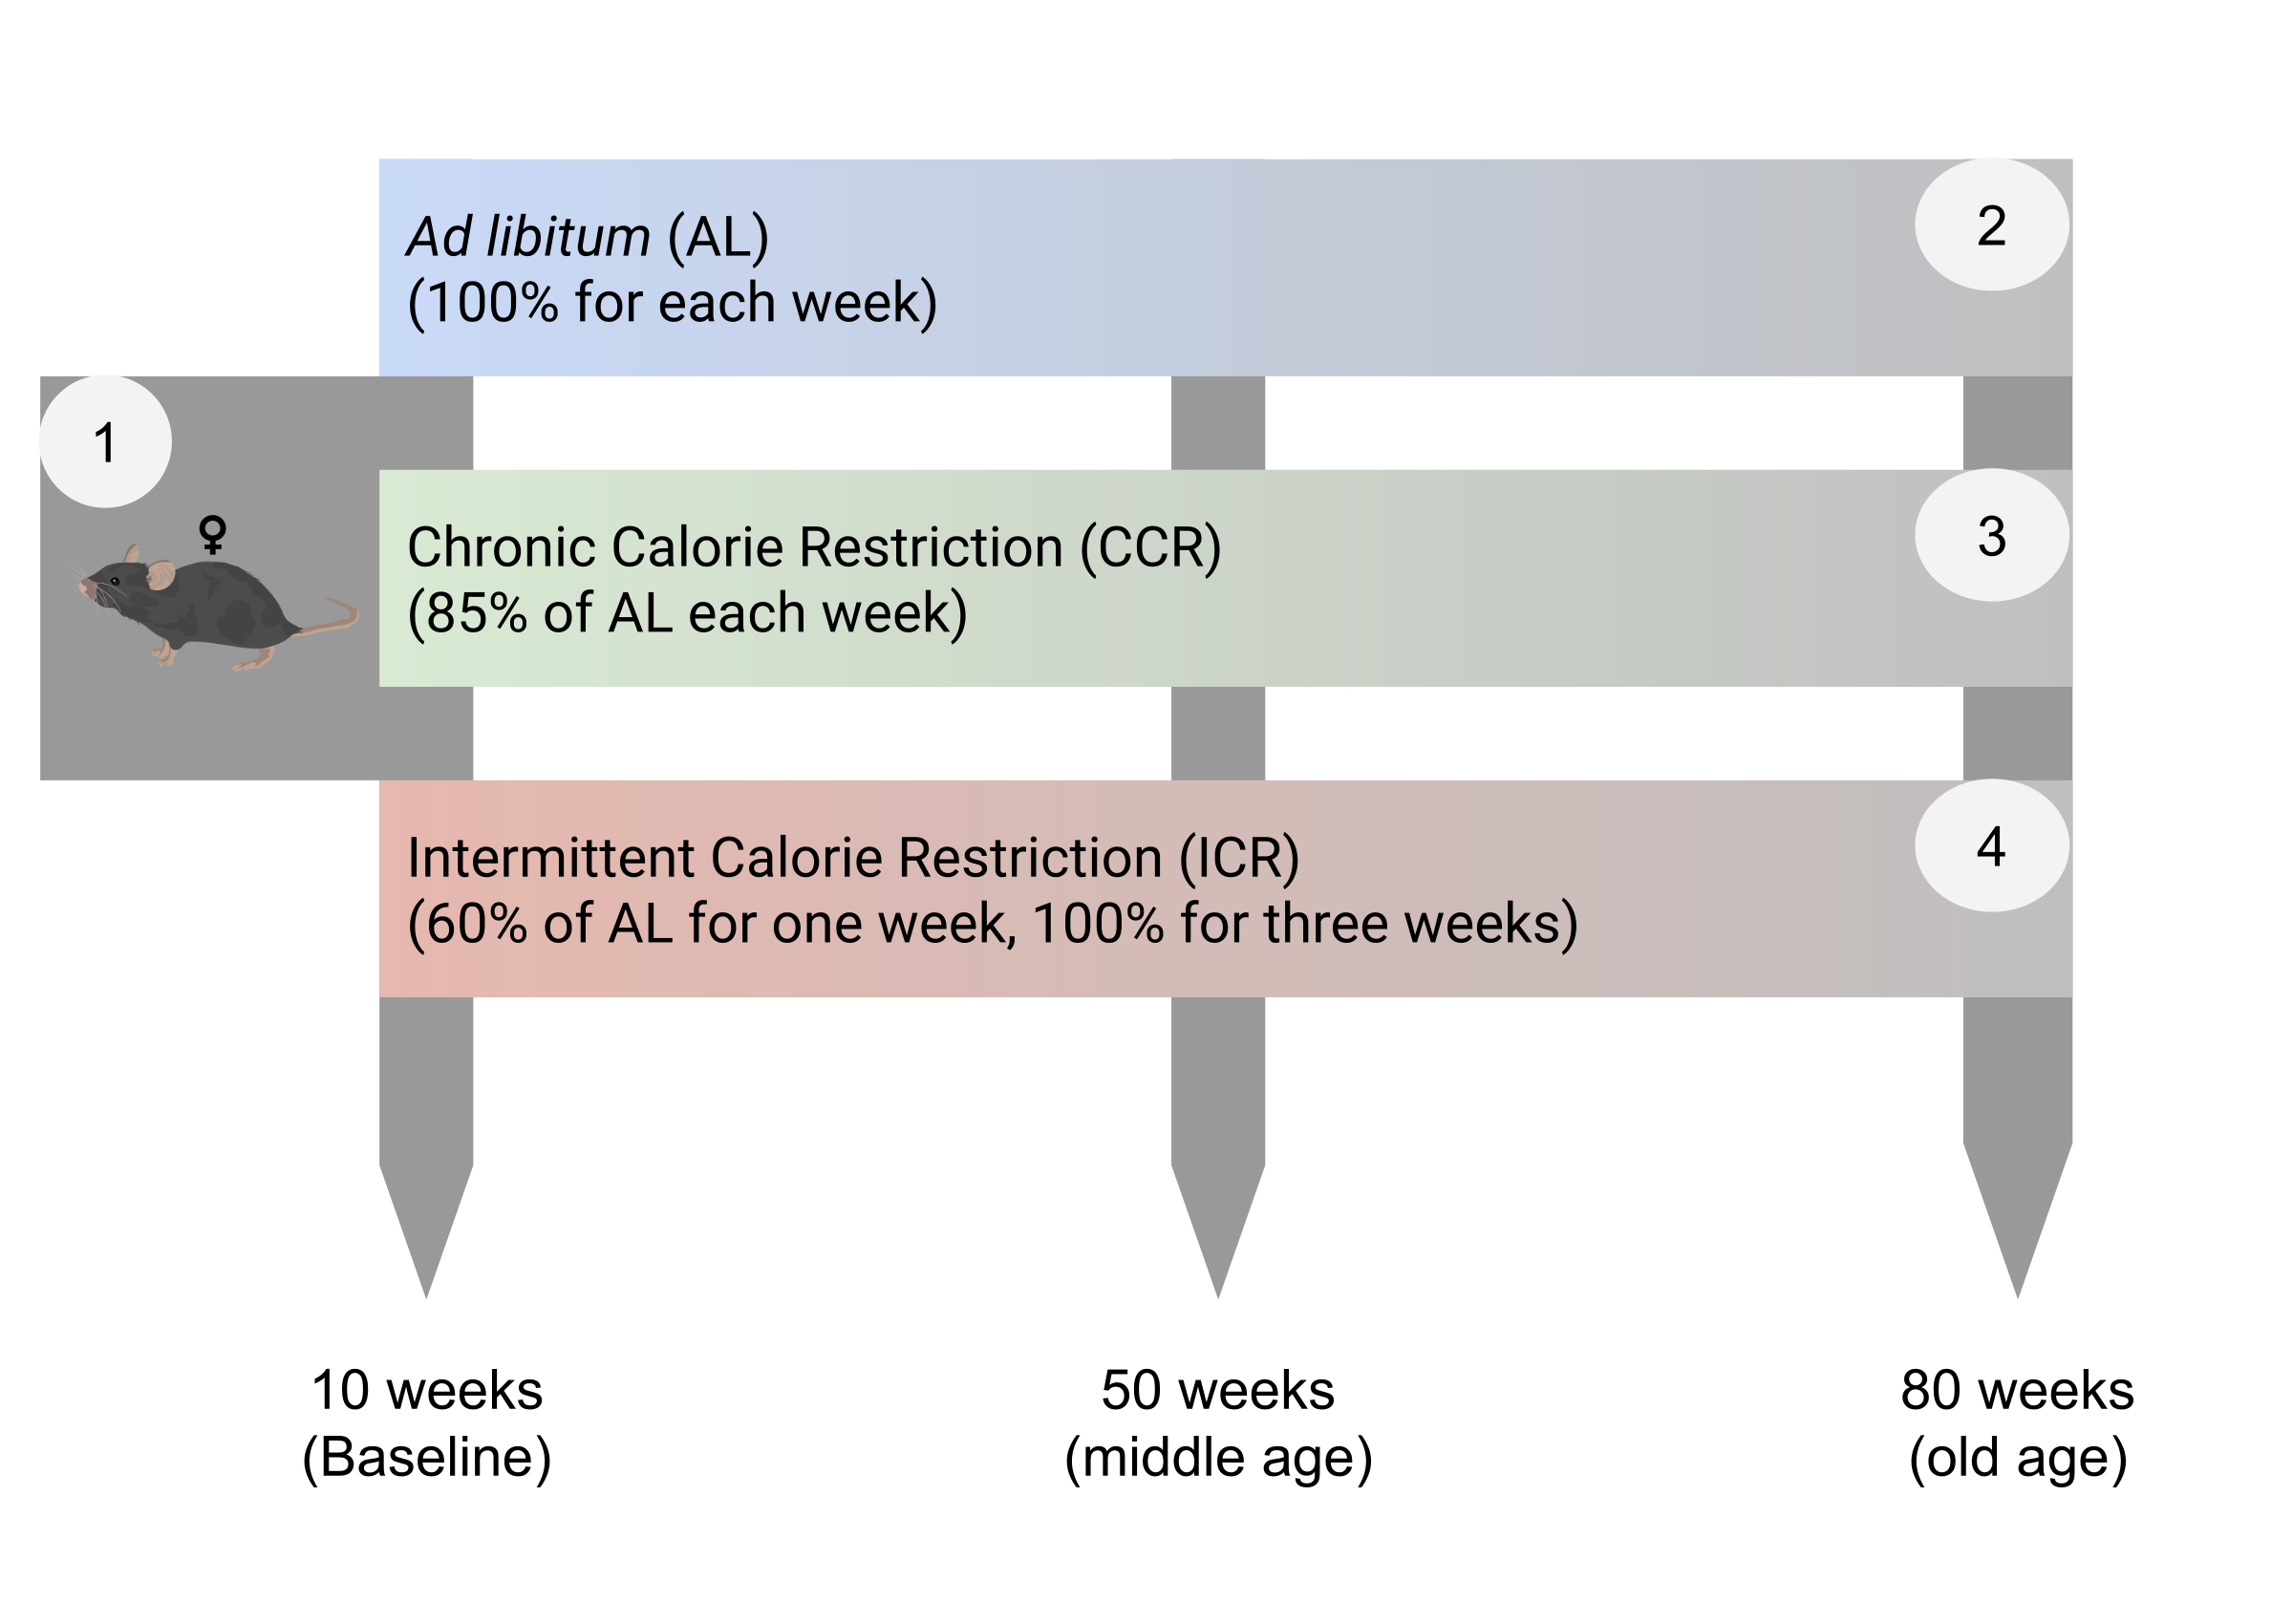 Ad libitum (AL)
(100% for each week)
2
1
♀
Chronic Calorie Restriction (CCR)
(85% of AL each week)
3
Intermittent Calorie Restriction (ICR)
(60% of AL for one week, 100% for three weeks)
4
10 weeks
(Baseline)
50 weeks
(middle age)
80 weeks
(old age)